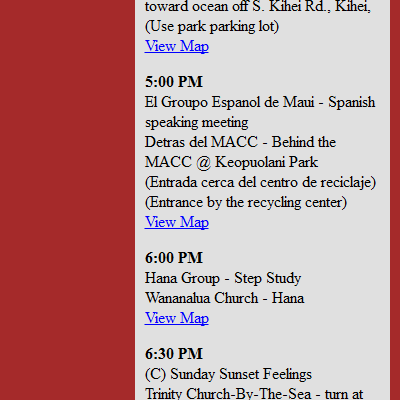 toward ocean off S. Kihei Rd., Kihei,
(Use park parking lot)
View Map
5:00 PM
El Groupo Espanol de Maui - Spanish
speaking meeting
Detras del MACC - Behind the
MACC @ Keopuolani Park
(Entrada cerca del centro de reciclaje)
(Entrance by the recycling center)
View Map
6:00 PM
Hana Group - Step Study
Wananalua Church - Hana
View Map
6:30 PM
(C) Sunday Sunset Feelings
Trinity Church-By-The-Sea - turn at